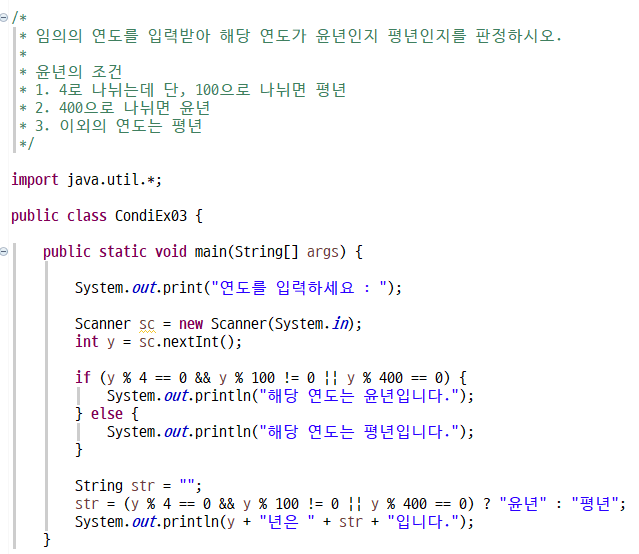 /*
 * 임의의 연도를 입력받아 해당 연도가 윤년인지 평년인지를 판정하시오.
 *
 * 윤년의 조건
 * 1. 4로 나뉘는데 단, 100으로 나뉘면 평년
 * 2. 400으로 나뉘면 윤년
 * 3. 이외의 연도는 평년
 */
import java.util.*;
public class CondiEx03 {
    public static void main(String[] args) {
        System.out.print("연도를 입력하세요 : ");
        Scanner sc = new Scanner(System.in);
        int y = sc.nextInt();
        if (y % 4 == 0 && y % 100 != 0 || y % 400 == 0) {
            System.out.println("해당 연도는 윤년입니다.");
        } else {
            System.out.println("해당 연도는 평년입니다.");
        }
        String str = "";
        str = (y % 4 == 0 && y % 100 != 0 || y % 400 == 0) ? "윤년" : "평년";
        System.out.println(y + "년은 " + str + "입니다.");
    }